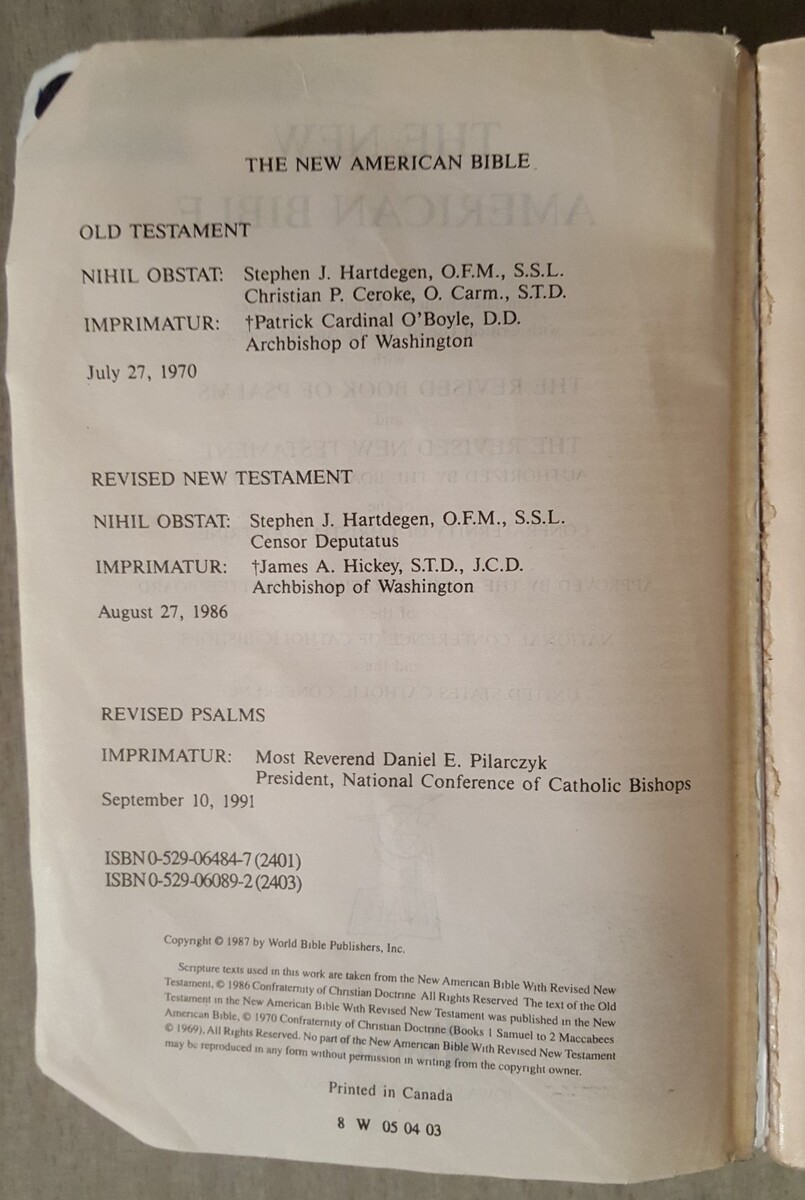 THE NEW AMERICAN BIBLE
OLD TESTAMENT
NIHIL OBSTAT: Stephen J. Hartdegen, O.F.M., S.S.L.
Christian P. Ceroke, O. Carm., S.T.D.
IMPRIMATUR: †Patrick Cardinal O'Boyle, D.D.
Archbishop of Washington
July 27, 1970
REVISED NEW TESTAMENT
NIHIL OBSTAT: Stephen J. Hartdegen, O.F.M., S.S.L.
Censor Deputatus
IMPRIMATUR: †James A. Hickey, S.T.D., J.C.D.
Archbishop of Washington
August 27, 1986
REVISED PSALMS
IMPRIMATUR: Most Reverend Daniel E. Pilarczyk
President, National Conference of Catholic Bishops
September 10, 1991
ISBN 0-529-06484-7 (2401)
ISBN 0-529-06089-2 (2403)
Copyright © 1987 by World Bible Publishers, Inc.
Scripture texts used in this work are taken from the New American Bible With Revised New
Testament, © 1986 Confraternity of Christian Doctrine All Rights Reserved The text of the Old
Testament in the New American Bible With Revised New Testament was published in the New
American Bible, © 1970 Confraternity of Christian Doctrine (Books 1 Samuel to 2 Maccabees
© 1969), All Rights Reserved. No part of the New American Bible With Revised New Testament
may be reproduced in any form without permission in writing from the copyright owner.
Printed in Canada
8 W 05 04 03